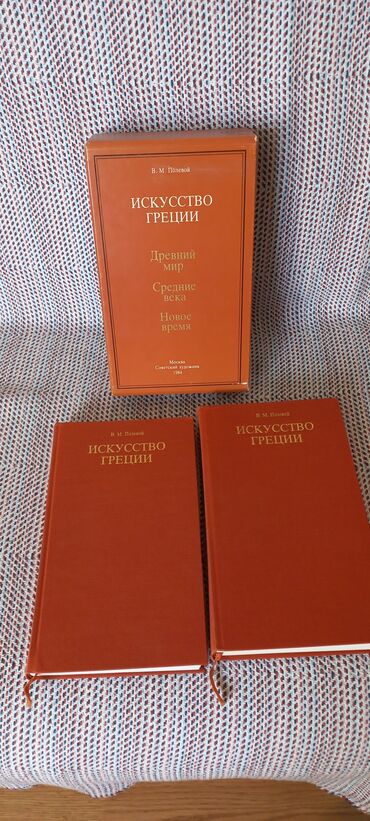 В. М. Полевой
ИСКУССТВО
ГРЕЦИИ
Древний
мир
Средние
века
Новое
время
Москва
Советский художник
1984
В. М. Полевой
ИСКУССТВО
ГРЕЦИИ
В. М. Полевой
ИСКУССТВО
ГРЕЦИИ